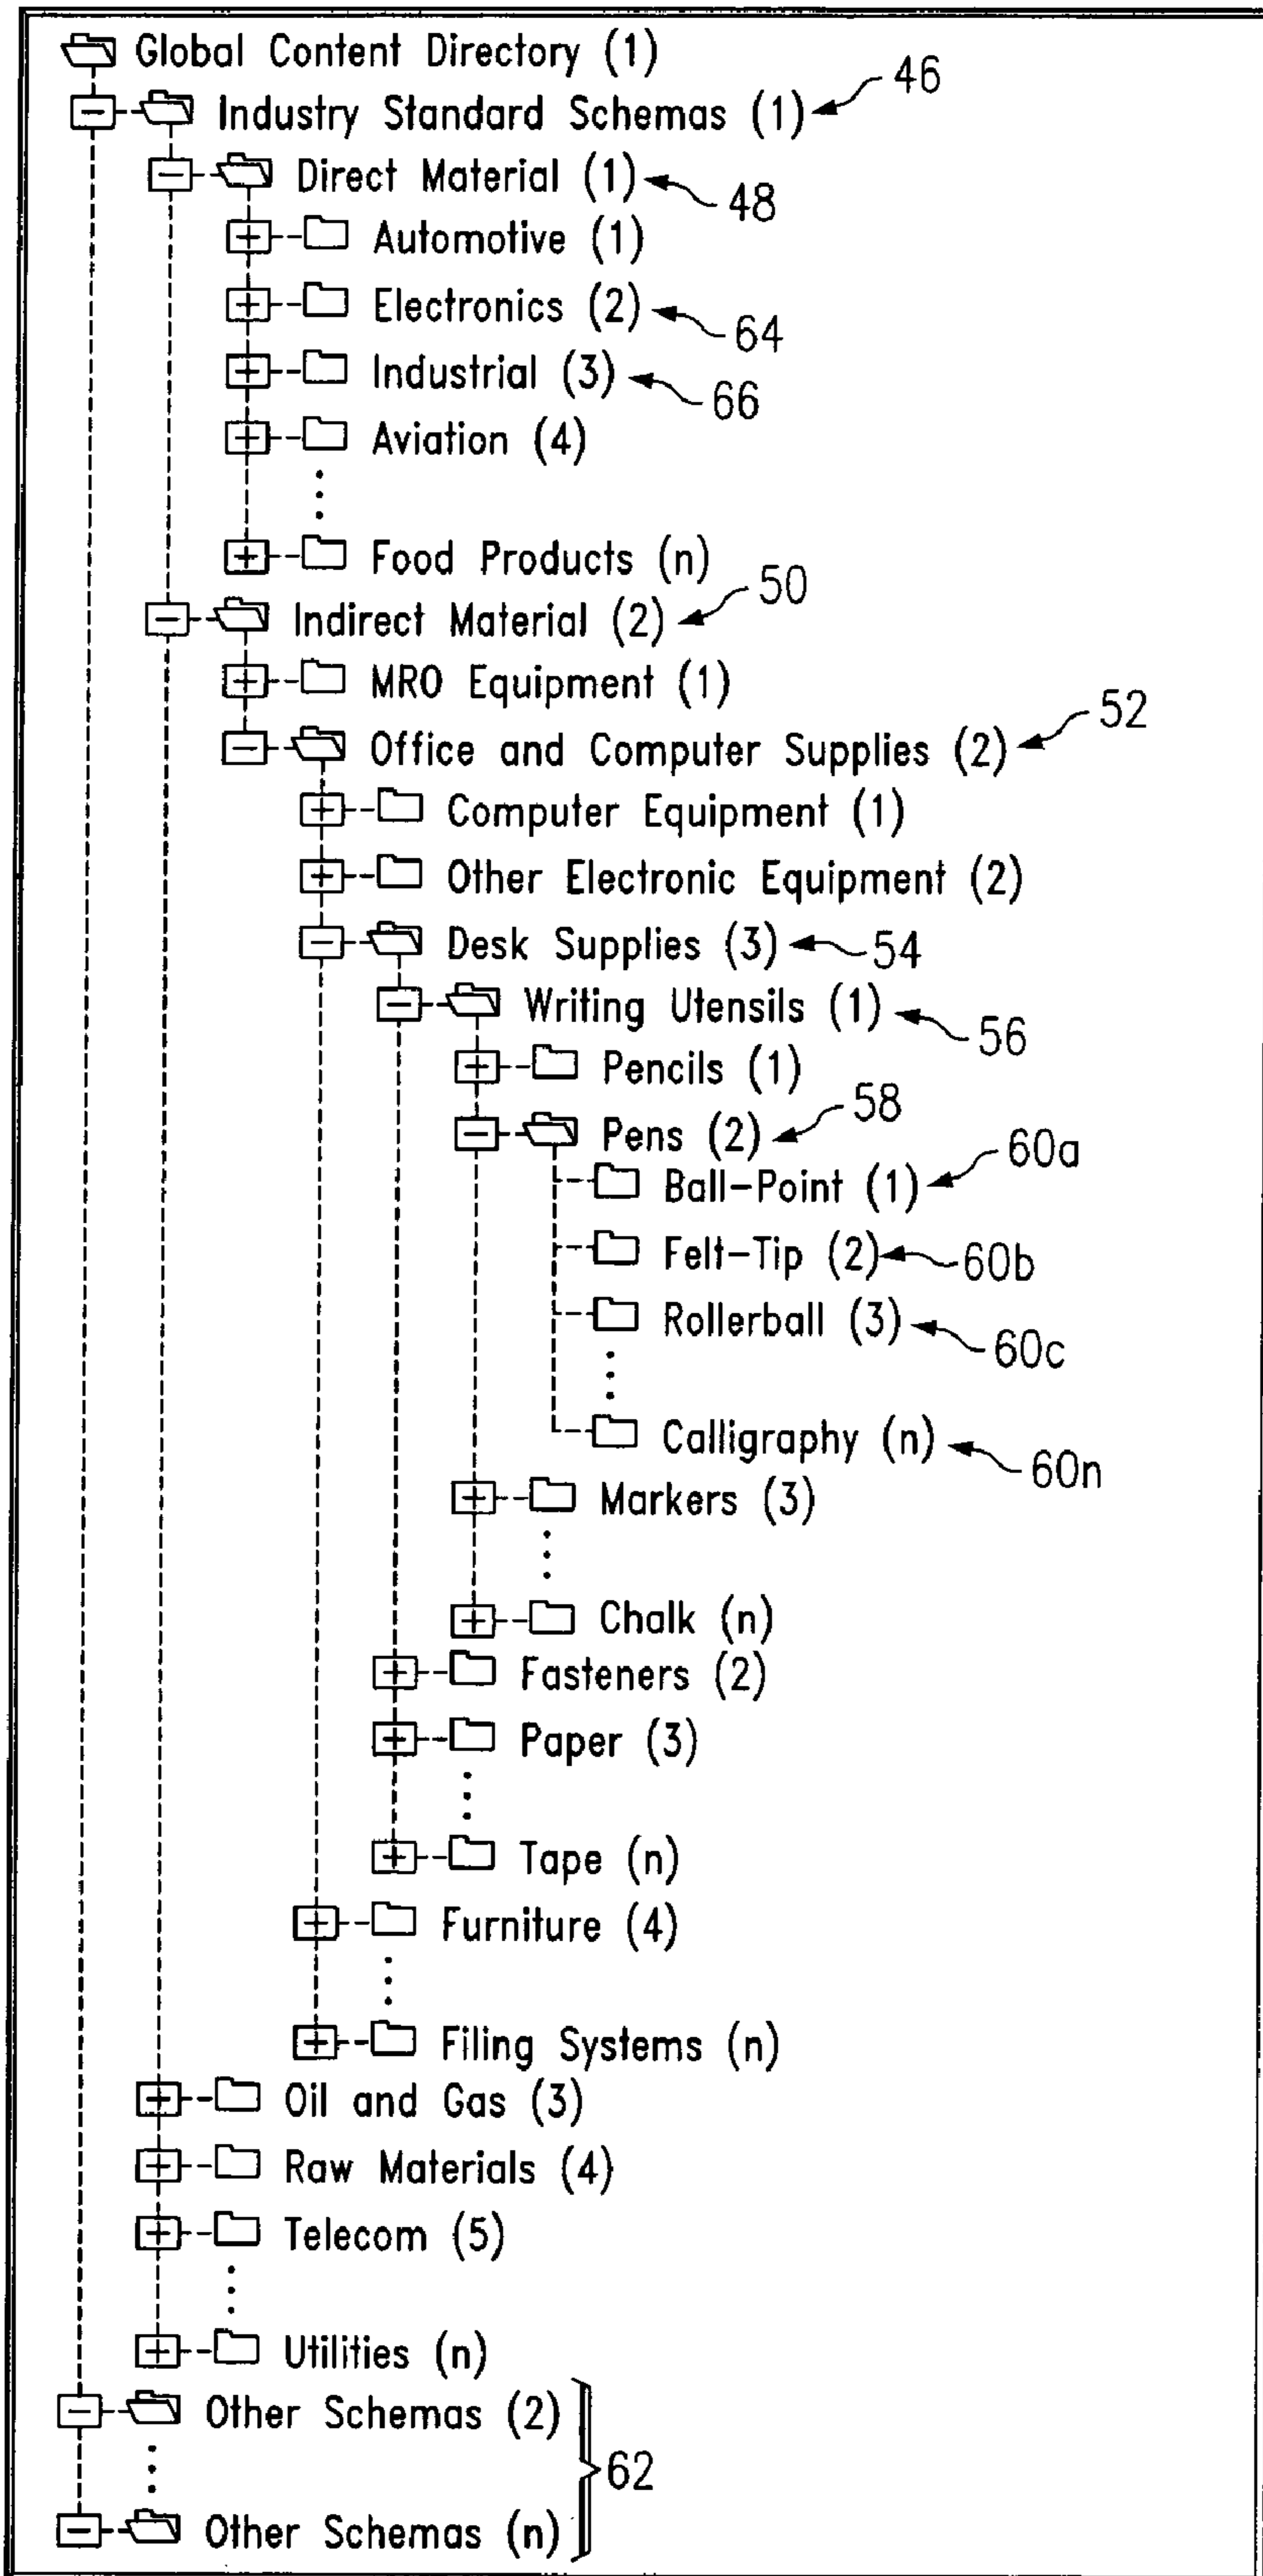 Global Content Directory (1)
Industry Standard Schemas (1) 46
Direct Material (1) 48
Automotive (1)
Electronics (2) 64
Industrial (3) 66
Aviation (4)
Food Products (n)
Indirect Material (2) 50
MRO Equipment (1)
Office and Computer Supplies (2) 52
Computer Equipment (1)
Other Electronic Equipment (2)
Desk Supplies (3) 54
Writing Utensils (1) 56
Pencils (1)
Pens (2) 58
Ball-Point (1) 60a
Felt-Tip (2) 60b
Rollerball (3) 60c
Calligraphy (n) 60n
Markers (3)
Chalk (n)
Fasteners (2)
Paper (3)
Tape (n)
Furniture (4)
Filing Systems (n)
Oil and Gas (3)
Raw Materials (4)
Telecom (5)
Utilities (n)
Other Schemas (2)
62
Other Schemas (n)